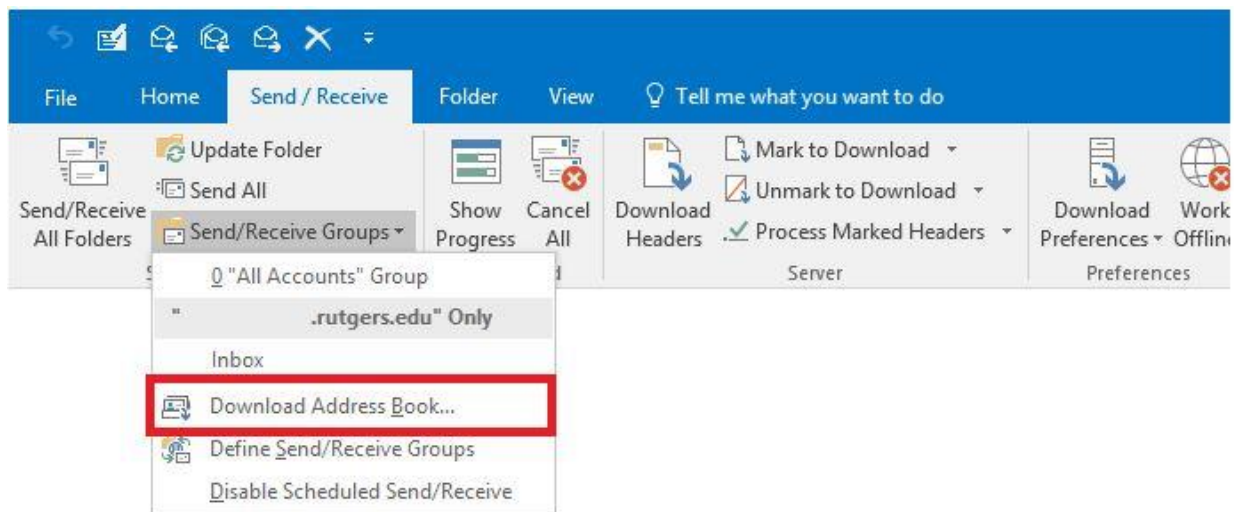 File Home Send / Receive Folder View Tell me what you want to do
Send/Receive
All Folders
Update Folder
Send All
Send/Receive Groups
Show
Progress
Cancel
All
Download
Headers
Mark to Download
Unmark to Download
Process Marked Headers
Server
Download
Preferences
Work
Offlin
Preferences
0 "All Accounts" Group
" .rutgers.edu" Only
Inbox
Download Address Book...
Define Send/Receive Groups
Disable Scheduled Send/Receive